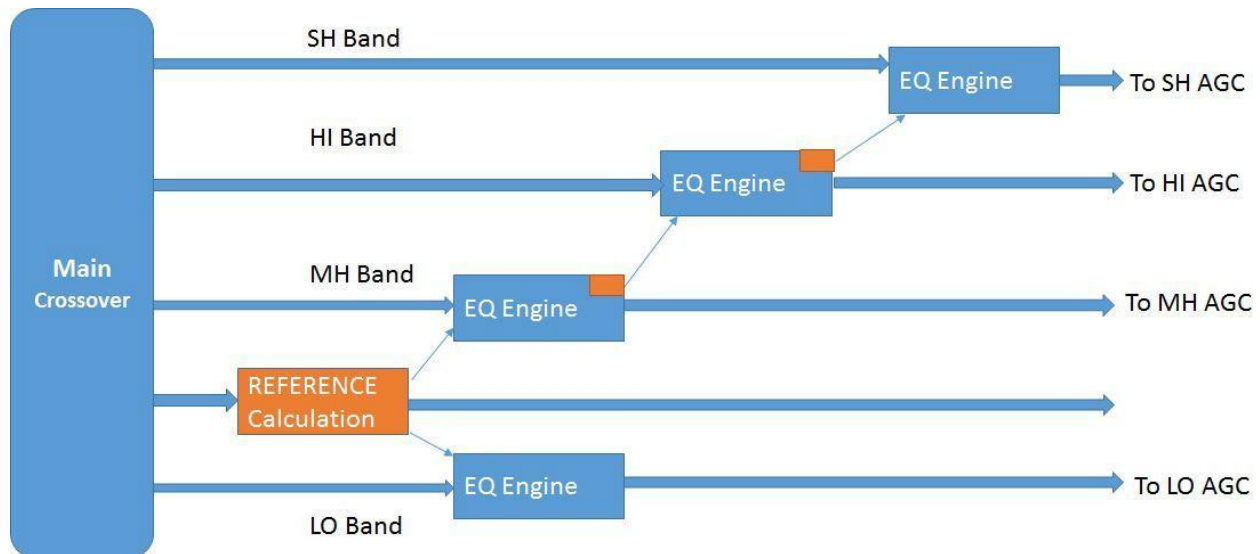 SH Band
EQ Engine
To SH AGC
HI Band
EQ Engine
To HI AGC
Main
Crossover
MH Band
EQ Engine
To MH AGC
REFERENCE
Calculation
EQ Engine
To LO AGC
LO Band